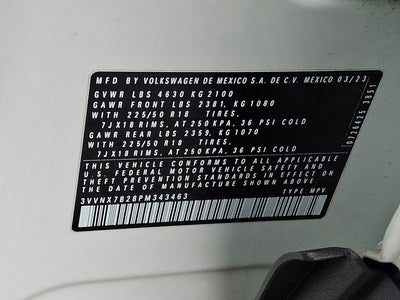 MFD BY VOLKSWAGEN DE MEXICO S.A. DE C.V. MEXICO 03/23
GVWR LBS 4630 KG 2100
GAWR FRONT LBS 2381, KG 1080
WITH 225/50 R18 TIRES.
7JX18 RIMS, AT 250 KPA, 36 PSI COLD
GAWR REAR LBS 2359, KG 1070
WITH 225/50 R18 TIRES.
7JX18 RIMS, AT 250 KPA, 36 PSI COLD
THIS VEHICLE CONFORMS TO ALL APPLICABLE
U.S. FEDERAL MOTOR VEHICLE SAFETY AND
THEFT PREVENTION STANDARDS IN EFFECT ON
THE DATE OF MANUFACTURE SHOWN ABOVE.
3VVNX7B28PM343463 TYPE: MPV
3851